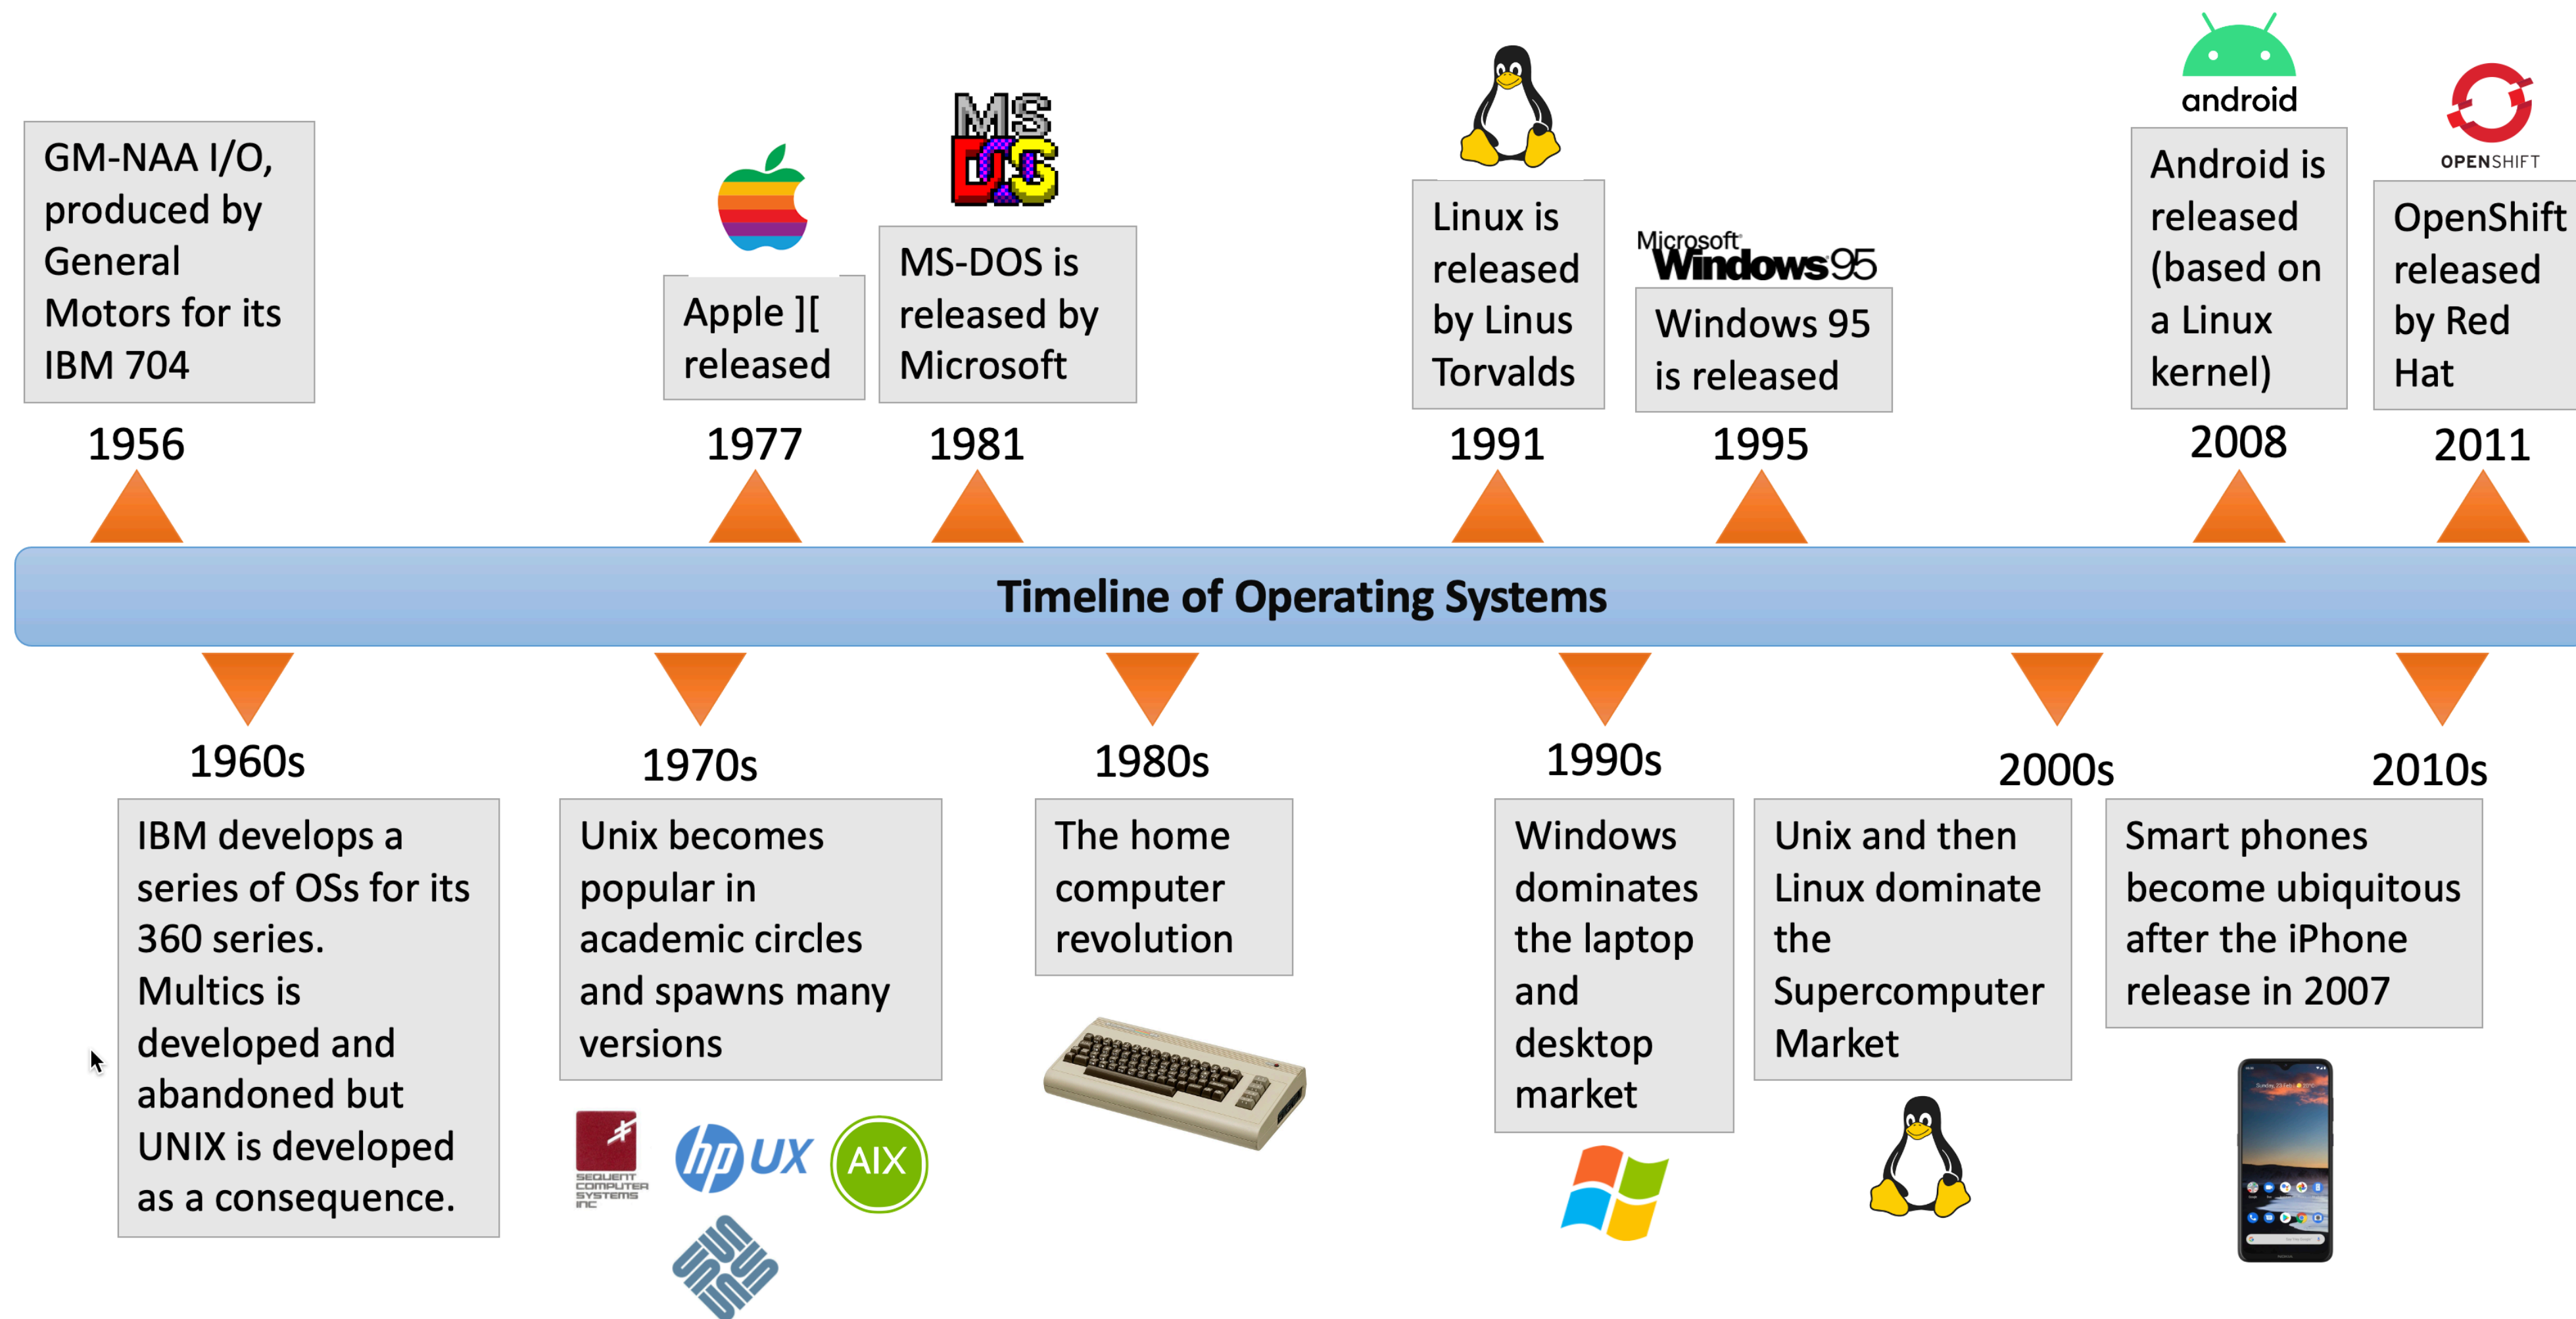 android
OPENSHIFT
MS
DOS
Microsoft
Windows 95
GM-NAA I/O,
produced by
General
Motors for its
IBM 704
Apple ][
released
MS-DOS is
released by
Microsoft
Linux is
released
by Linus
Torvalds
Windows 95
is released
Android is
released
(based on
a Linux
kernel)
OpenShift
released
by Red
Hat
1956
1977
1981
1991
1995
2008
2011
Timeline of Operating Systems
1960s
1970s
1980s
1990s
2000s
2010s
IBM develops a
series of OSs for its
360 series.
Multics is
developed and
abandoned but
UNIX is developed
as a consequence.
Unix becomes
popular in
academic circles
and spawns many
versions
The home
computer
revolution
Windows
dominates
the laptop
and
desktop
market
Unix and then
Linux dominate
the
Supercomputer
Market
Smart phones
become ubiquitous
after the iPhone
release in 2007
SEQUENT
COMPUTER
SYSTEMS
INC
hp UX
AIX